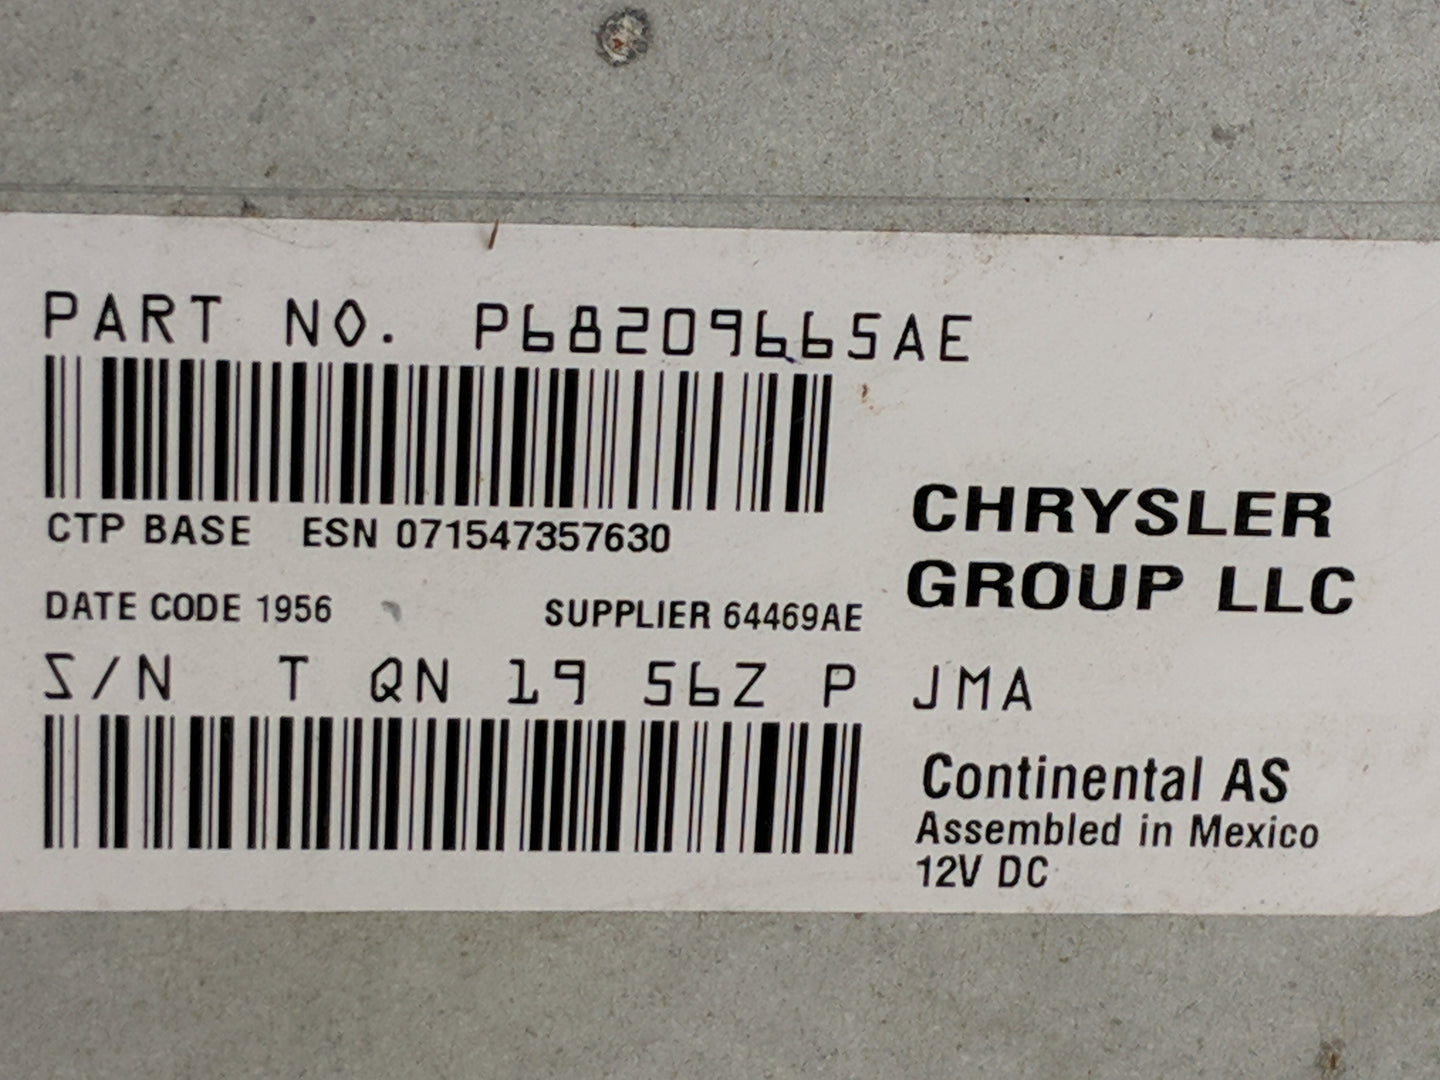 PART NO. P68209665AE
CTP BASE ESN 071547357630
DATE CODE 1956 SUPPLIER 64469AE
CHRYSLER
GROUP LLC
S/N T QN 19 56Z P JMA
Continental AS
Assembled in Mexico
12V DC